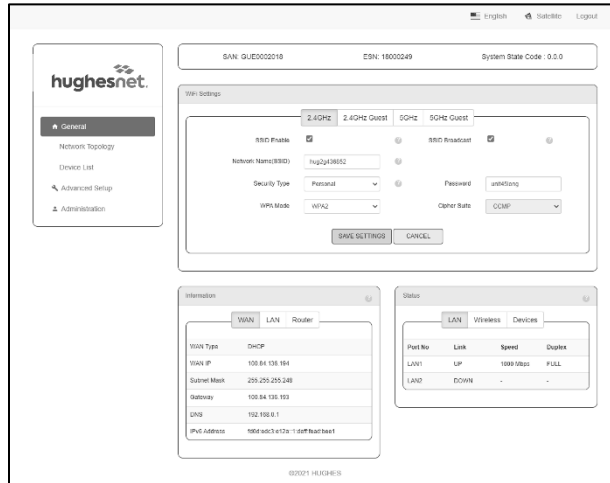 English Satellite Logout
hughesnet.
SAN: GUE0002018 ESN: 18000249 System State Code : 0.0.0
WiFi Settings
General
Network Topology
Device List
Advanced Setup
Administration
2.4GHz 2.4GHz Guest 5GHz 5GHz Guest
SSID Enable SSID Broadcast
Network Name(SSID) hug2g436852
Security Type Personal Password
WPA Mode WPA2 Cipher Suite CCMP
SAVE SETTINGS CANCEL
Information
WAN LAN Router
WAN Type DHCP
WAN IP 100.84.136.194
Subnet Mask 255.255.255.248
Gateway 100.84.136.193
DNS 192.168.0.1
IPv6 Address
Status
LAN Wireless Devices
Port No Link Speed Duplex
LAN1 UP 1000 Mbps FULL
LAN2 DOWN - -
©2021 HUGHES